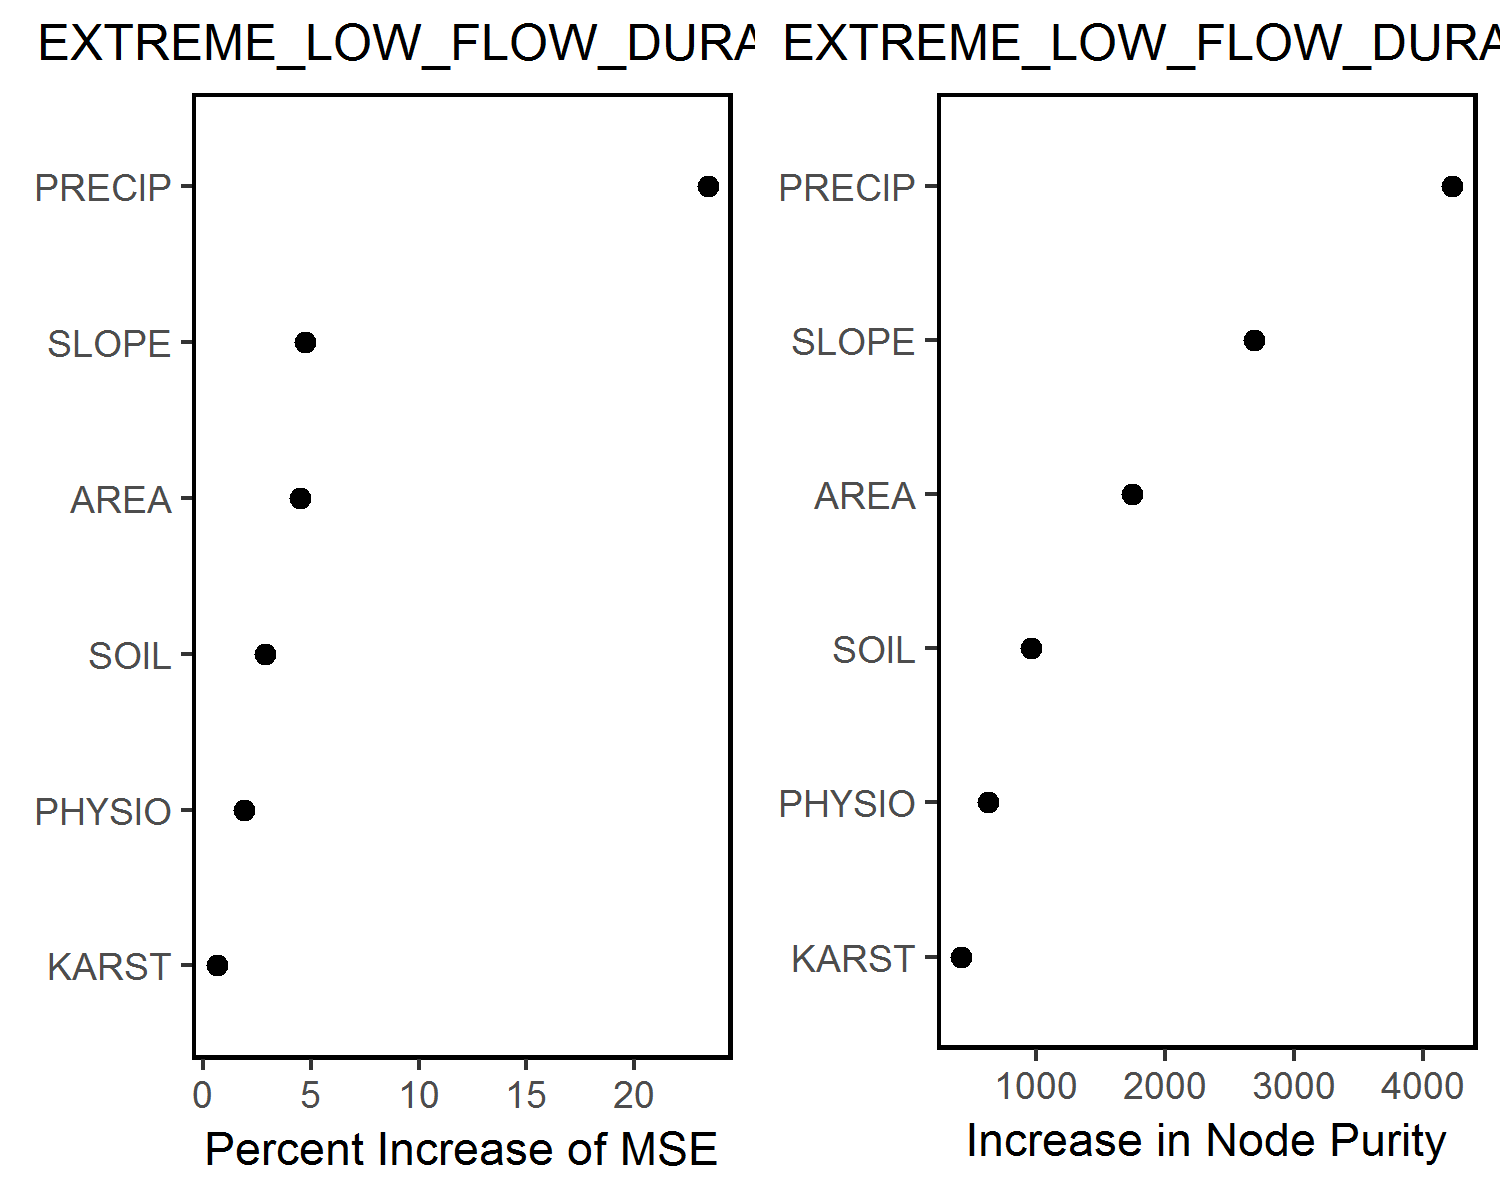 EXTREME_LOW_FLOW_DURA
PRECIP
SLOPE
AREA
SOIL
PHYSIO
KARST
0 5 10 15 20
Percent Increase of MSE
EXTREME_LOW_FLOW_DURA
PRECIP
SLOPE
AREA
SOIL
PHYSIO
KARST
1000 2000 3000 4000
Increase in Node Purity